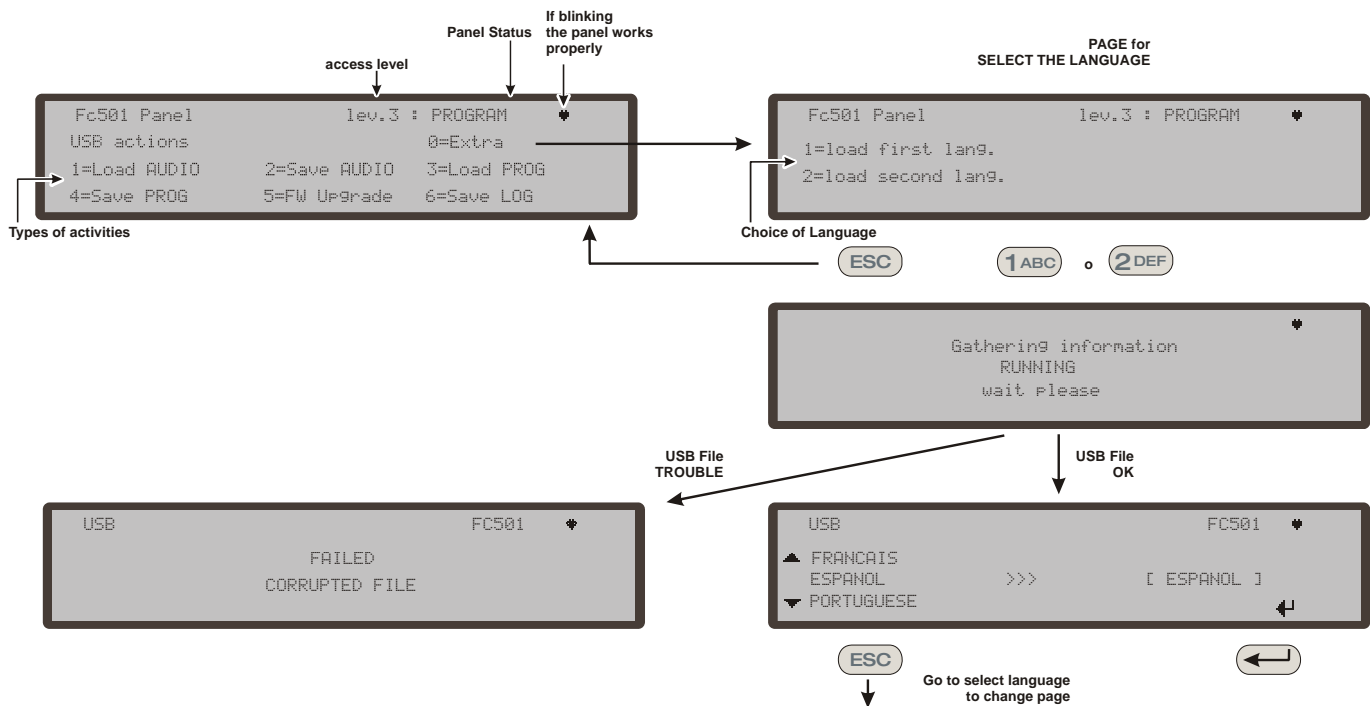 If blinking
the panel works
properly
Panel Status
access level
PAGE for
SELECT THE LANGUAGE
Fc501 Panel lev.3 : PROGRAM
USB actions 0=Extra
1=Load AUDIO 2=Save AUDIO 3=Load PROG
4=Save PROG 5=FW Upgrade 6=Save LOG
Types of activities
Fc501 Panel lev.3 : PROGRAM
1=load first lang.
2=load second lang.
Choice of Language
ESC 1 ABC o 2 DEF
Gathering information
RUNNING
wait please
USB File
TROUBLE
USB File
OK
USB FC501
FAILED
CORRUPTED FILE
USB FC501
FRANCAIS
ESPANOL >>> [ ESPANOL ]
PORTUGUESE
ESC
Go to select language
to change page